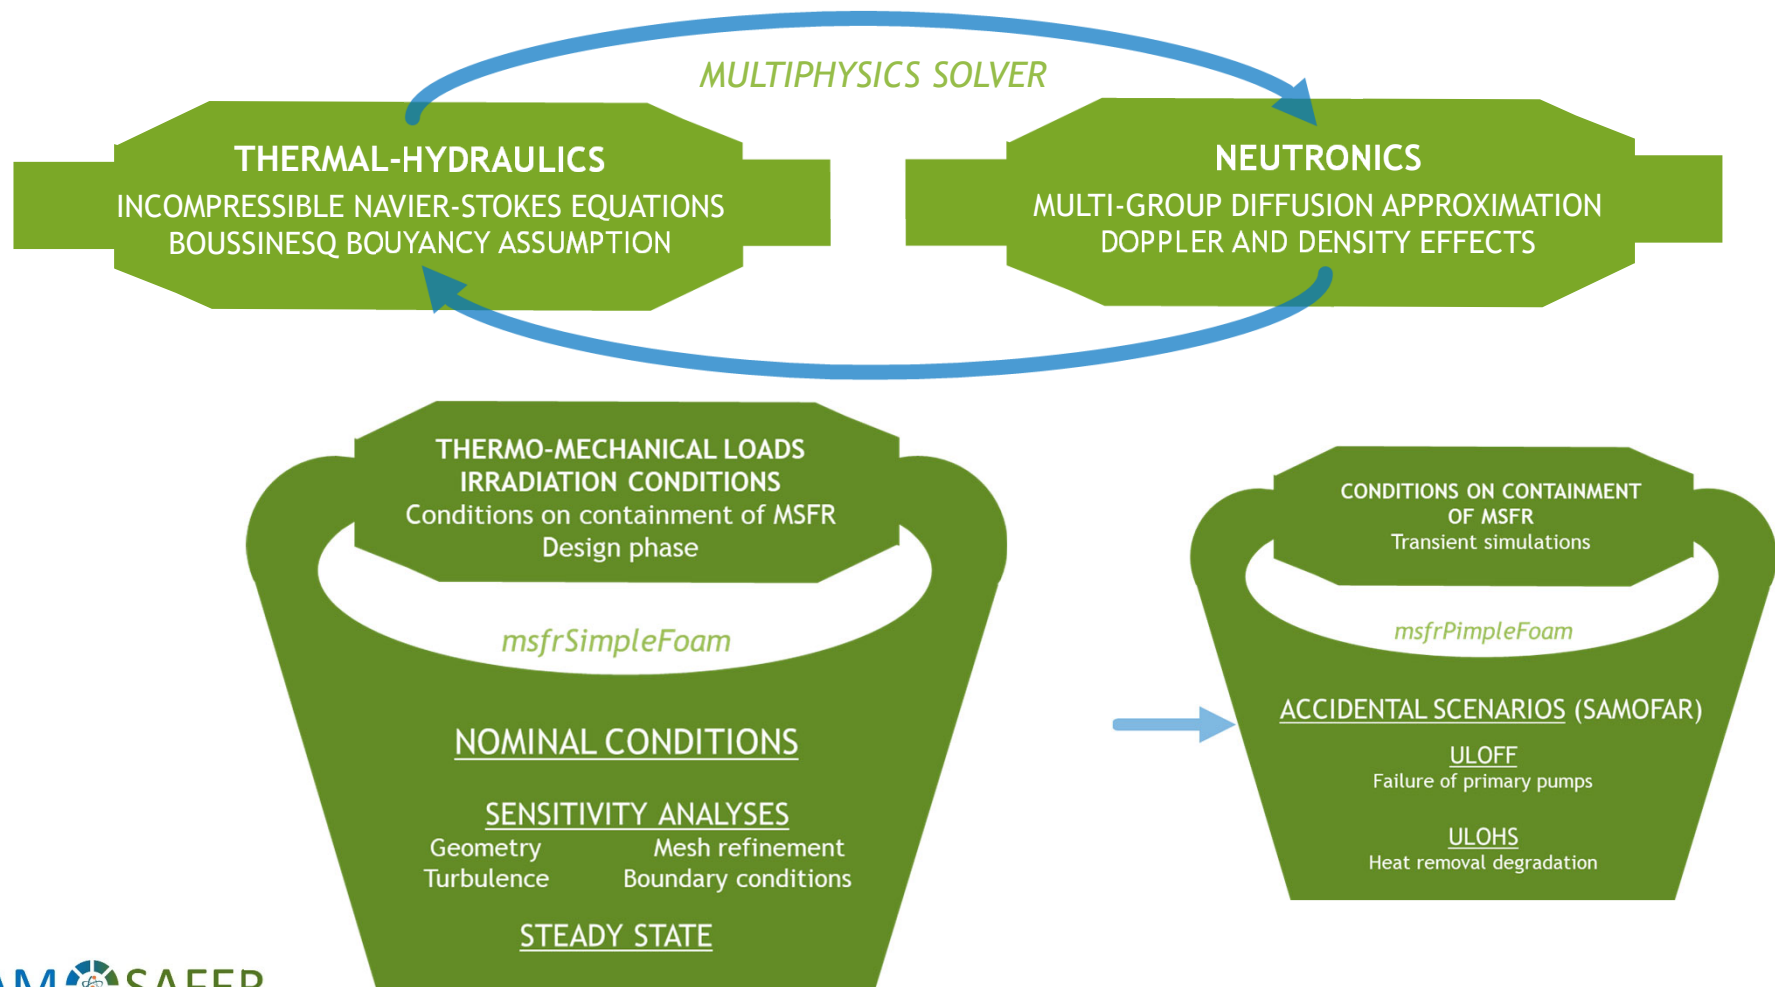 MULTIPHYSICS SOLVER
THERMAL-HYDRAULICS
INCOMPRESSIBLE NAVIER-STOKES EQUATIONS
BOUSSINESQ BOUYANCY ASSUMPTION
NEUTRONICS
MULTI-GROUP DIFFUSION APPROXIMATION
DOPPLER AND DENSITY EFFECTS
THERMO-MECHANICAL LOADS
IRRADIATION CONDITIONS
Conditions on containment of MSFR
Design phase
msfrSimpleFoam
NOMINAL CONDITIONS
SENSITIVITY ANALYSES
Geometry Mesh refinement
Turbulence Boundary conditions
STEADY STATE
CONDITIONS ON CONTAINMENT
OF MSFR
Transient simulations
msfrPimpleFoam
ACCIDENTAL SCENARIOS (SAMOFAR)
ULOFF
Failure of primary pumps
ULOHS
Heat removal degradation
AM SAFER